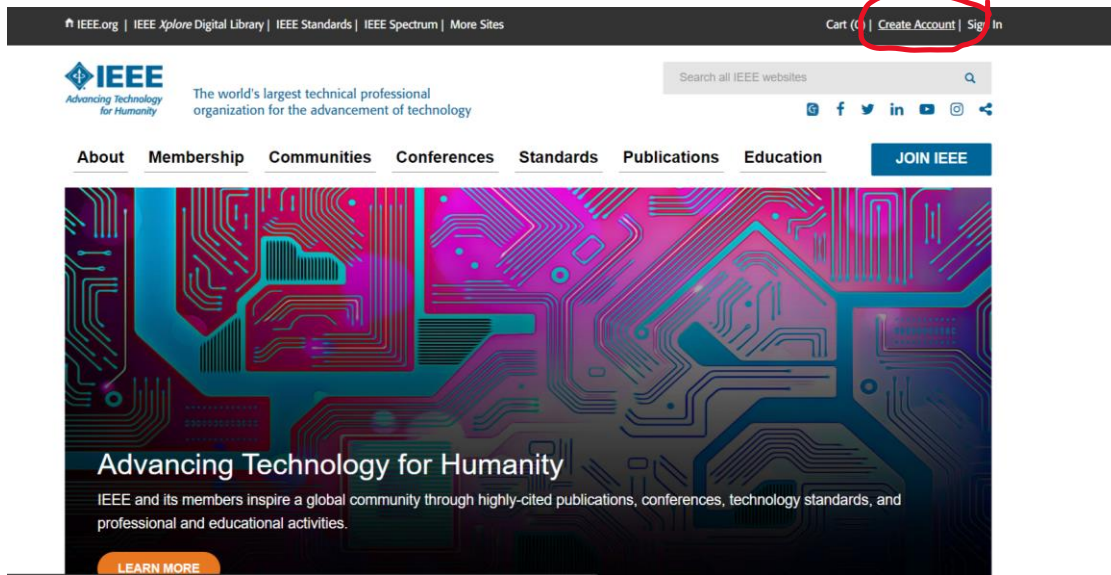 IEEE.org | IEEE Xplore Digital Library | IEEE Standards | IEEE Spectrum | More Sites
Cart (0) | Create Account | Sign In
IEEE
Advancing Technology
for Humanity
The world's largest technical professional
organization for the advancement of technology
Search all IEEE websites
About Membership Communities Conferences Standards Publications Education JOIN IEEE
Advancing Technology for Humanity
IEEE and its members inspire a global community through highly-cited publications, conferences, technology standards, and
professional and educational activities.
LEARN MORE